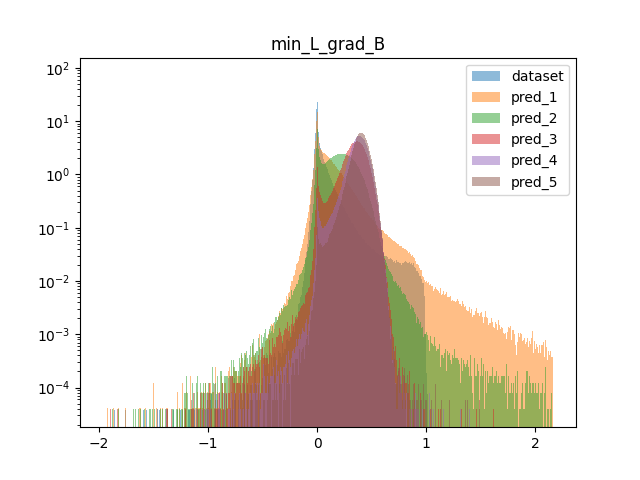 min_L_grad_B
10²
10¹
10⁰
10⁻¹
10⁻²
10⁻³
10⁻⁴
−2
−1
0
1
2
dataset
pred_1
pred_2
pred_3
pred_4
pred_5